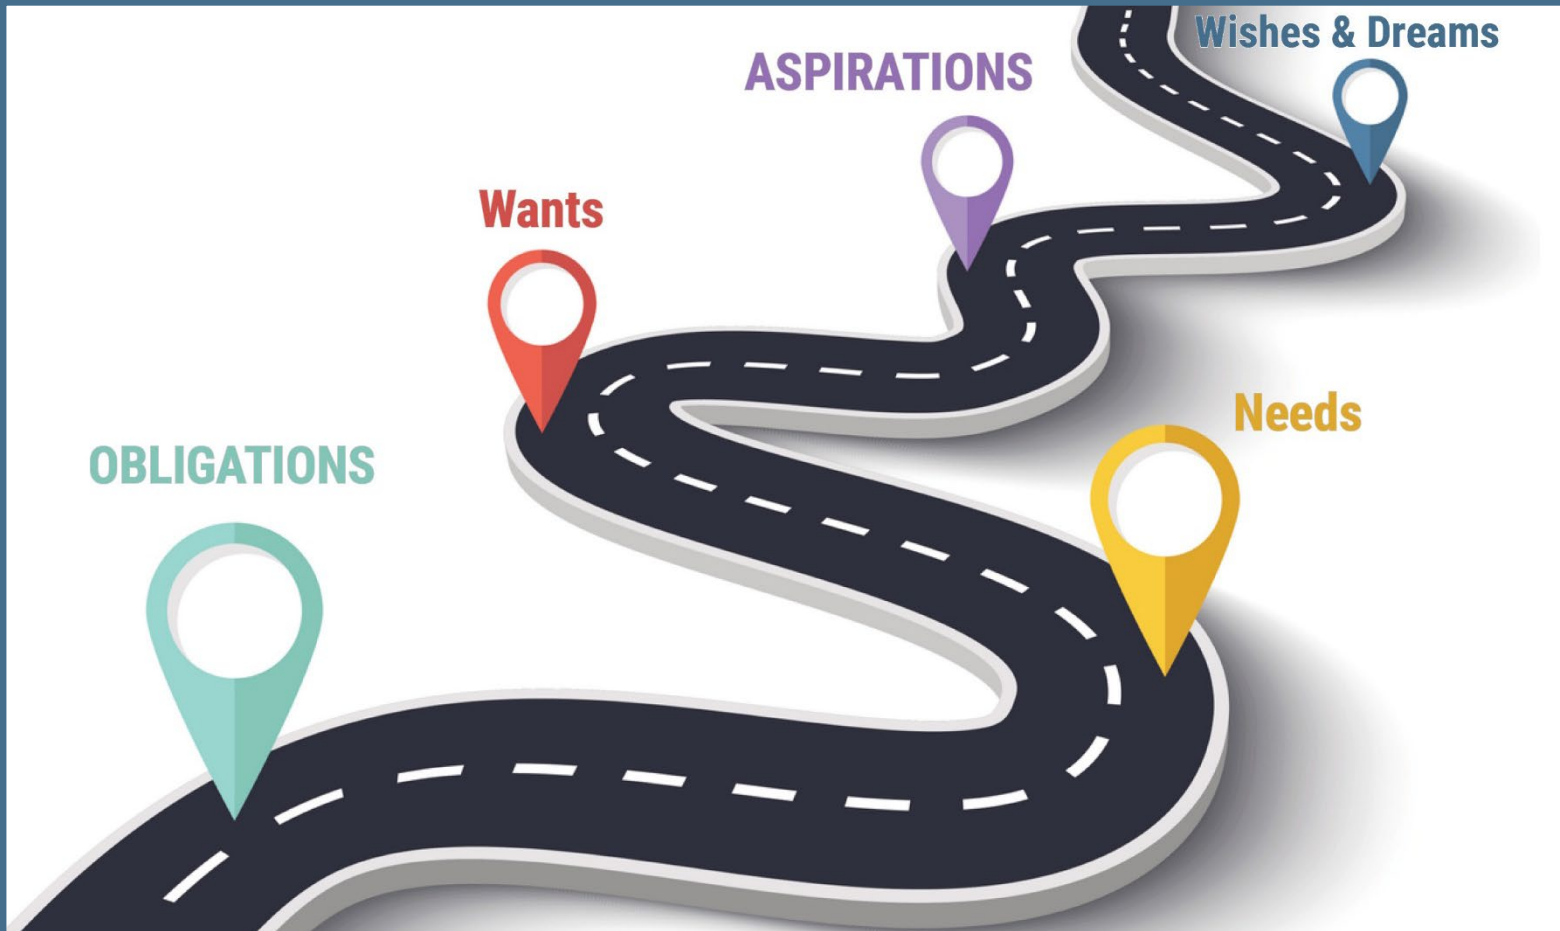 Wishes & Dreams
ASPIRATIONS
Wants
Needs
OBLIGATIONS